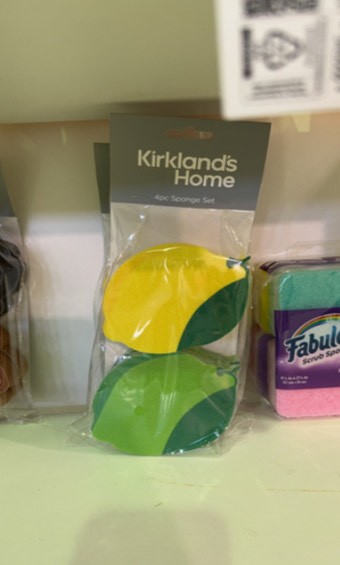 Kirkland's
Home
4pc Sponge Set
Fabulo
Scrub Spo